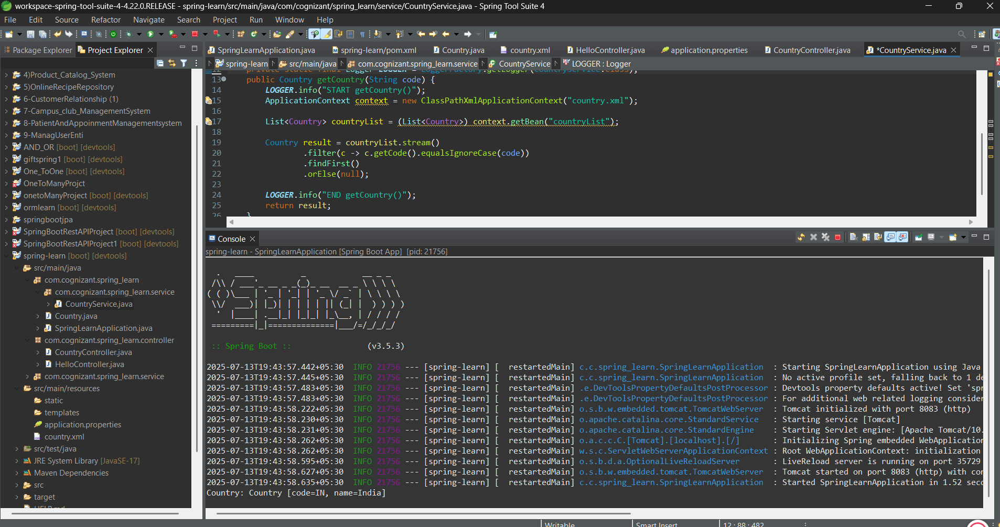 workspace-spring-tool-suite-4-4.22.0.RELEASE - spring-learn/src/main/java/com/cognizant/spring_learn/service/CountryService.java - Spring Tool Suite 4
File Edit Source Refactor Navigate Search Project Run Window Help
Package Explorer Project Explorer
4)Product_Catalog_System
5)OnlineRecipeRepository
6-CustomerRelationship (1)
7-Campus_club_ManagementSystem
8-PatientAndAppoinmentManagementsystem
9-ManagUserEnti
AND_OR [boot] [devtools]
giftspring1 [boot] [devtools]
One_ToOne [boot] [devtools]
OneToManyProjct
onetoManyProject [boot] [devtools]
ormlearn [boot] [devtools]
springbootjpa
SpringBootRestAPIProject [boot] [devtools]
SpringBootRestAPIProject1 [boot] [devtools]
spring-learn [boot] [devtools]
src/main/java
com.cognizant.spring_learn
com.cognizant.spring_learn.service
CountryService.java
Country.java
SpringLearnApplication.java
com.cognizant.spring_learn.controller
CountryController.java
HelloController.java
com.cognizant.spring_learn.service
src/main/resources
static
templates
application.properties
country.xml
src/test/java
JRE System Library [JavaSE-17]
Maven Dependencies
src
target
HELP.md
SpringLearnApplication.java spring-learn/pom.xml Country.java country.xml HelloController.java application.properties CountryController.java *CountryService.java
spring-learn src/main/java com.cognizant.spring_learn.service CountryService LOGGER : Logger
12 private static final Logger LOGGER = LoggerFactory.getLogger(CountryService.class);
13 public Country getCountry(String code) {
14 LOGGER.info("START getCountry()");
15 ApplicationContext context = new ClassPathXmlApplicationContext("country.xml");
16
17 List<Country> countryList = (List<Country>) context.getBean("countryList");
18
19 Country result = countryList.stream()
20 .filter(c -> c.getCode().equalsIgnoreCase(code))
21 .findFirst()
22 .orElse(null);
23
24 LOGGER.info("END getCountry()");
25 return result;
26 }
Console
spring-learn - SpringLearnApplication [Spring Boot App] [pid: 21756]
Spring
:: Spring Boot :: (v3.5.3)
2025-07-13T19:43:57.442+05:30 INFO 21756 --- [spring-learn] [ restartedMain] c.c.spring_learn.SpringLearnApplication : Starting SpringLearnApplication using Java
2025-07-13T19:43:57.445+05:30 INFO 21756 --- [spring-learn] [ restartedMain] c.c.spring_learn.SpringLearnApplication : No active profile set, falling back to 1 de
2025-07-13T19:43:57.483+05:30 INFO 21756 --- [spring-learn] [ restartedMain] .e.DevToolsPropertyDefaultsPostProcessor : Devtools property defaults active! Set 'spr
2025-07-13T19:43:57.483+05:30 INFO 21756 --- [spring-learn] [ restartedMain] .e.DevToolsPropertyDefaultsPostProcessor : For additional web related logging consider
2025-07-13T19:43:58.222+05:30 INFO 21756 --- [spring-learn] [ restartedMain] o.s.b.w.embedded.tomcat.TomcatWebServer : Tomcat initialized with port 8083 (http)
2025-07-13T19:43:58.230+05:30 INFO 21756 --- [spring-learn] [ restartedMain] o.apache.catalina.core.StandardService : Starting service [Tomcat]
2025-07-13T19:43:58.231+05:30 INFO 21756 --- [spring-learn] [ restartedMain] o.apache.catalina.core.StandardEngine : Starting Servlet engine: [Apache Tomcat/10.
2025-07-13T19:43:58.262+05:30 INFO 21756 --- [spring-learn] [ restartedMain] o.a.c.c.C.[Tomcat].[localhost].[/] : Initializing Spring embedded WebApplication
2025-07-13T19:43:58.262+05:30 INFO 21756 --- [spring-learn] [ restartedMain] w.s.c.ServletWebServerApplicationContext : Root WebApplicationContext: initialization
2025-07-13T19:43:58.595+05:30 INFO 21756 --- [spring-learn] [ restartedMain] o.s.b.d.a.OptionalLiveReloadServer : LiveReload server is running on port 35729
2025-07-13T19:43:58.627+05:30 INFO 21756 --- [spring-learn] [ restartedMain] o.s.b.w.embedded.tomcat.TomcatWebServer : Tomcat started on port 8083 (http) with con
2025-07-13T19:43:58.635+05:30 INFO 21756 --- [spring-learn] [ restartedMain] c.c.spring_learn.SpringLearnApplication : Started SpringLearnApplication in 1.52 seco
Country: Country [code=IN, name=India]
Writable Smart Insert 12 : 88 : 482